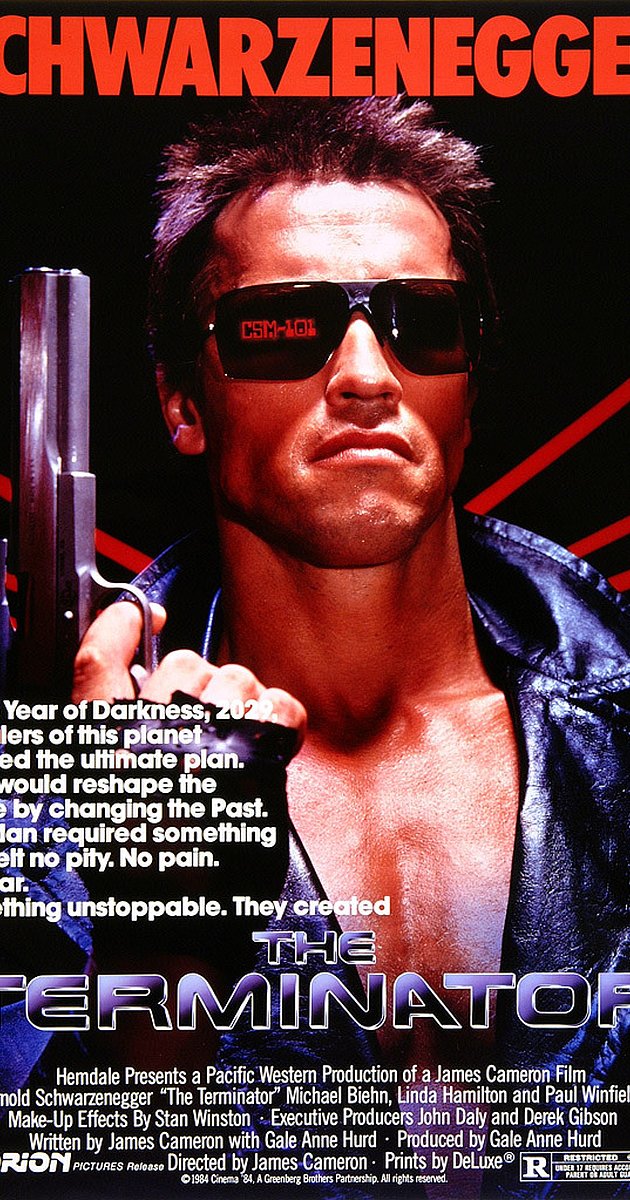 CHWARZENEGGE
CSM-101
Year of Darkness, 2029,
lers of this planet
ed the ultimate plan.
would reshape the
e by changing the Past.
lan required something
elt no pity. No pain.
ar.
ething unstoppable. They created
THE
TERMINATOR
Hemdale Presents a Pacific Western Production of a James Cameron Film
rnold Schwarzenegger "The Terminator" Michael Biehn, Linda Hamilton and Paul Winfiel
Make-Up Effects By Stan Winston · Executive Producers John Daly and Derek Gibson
Written by James Cameron with Gale Anne Hurd · Produced by Gale Anne Hurd
ORION PICTURES Release Directed by James Cameron · Prints by DeLuxe®
R RESTRICTED
UNDER 17 REQUIRES ACCO
PARENT OR ADULT GUA
©1984 Cinema '84, A Greenberg Brothers Partnership. All rights reserved.